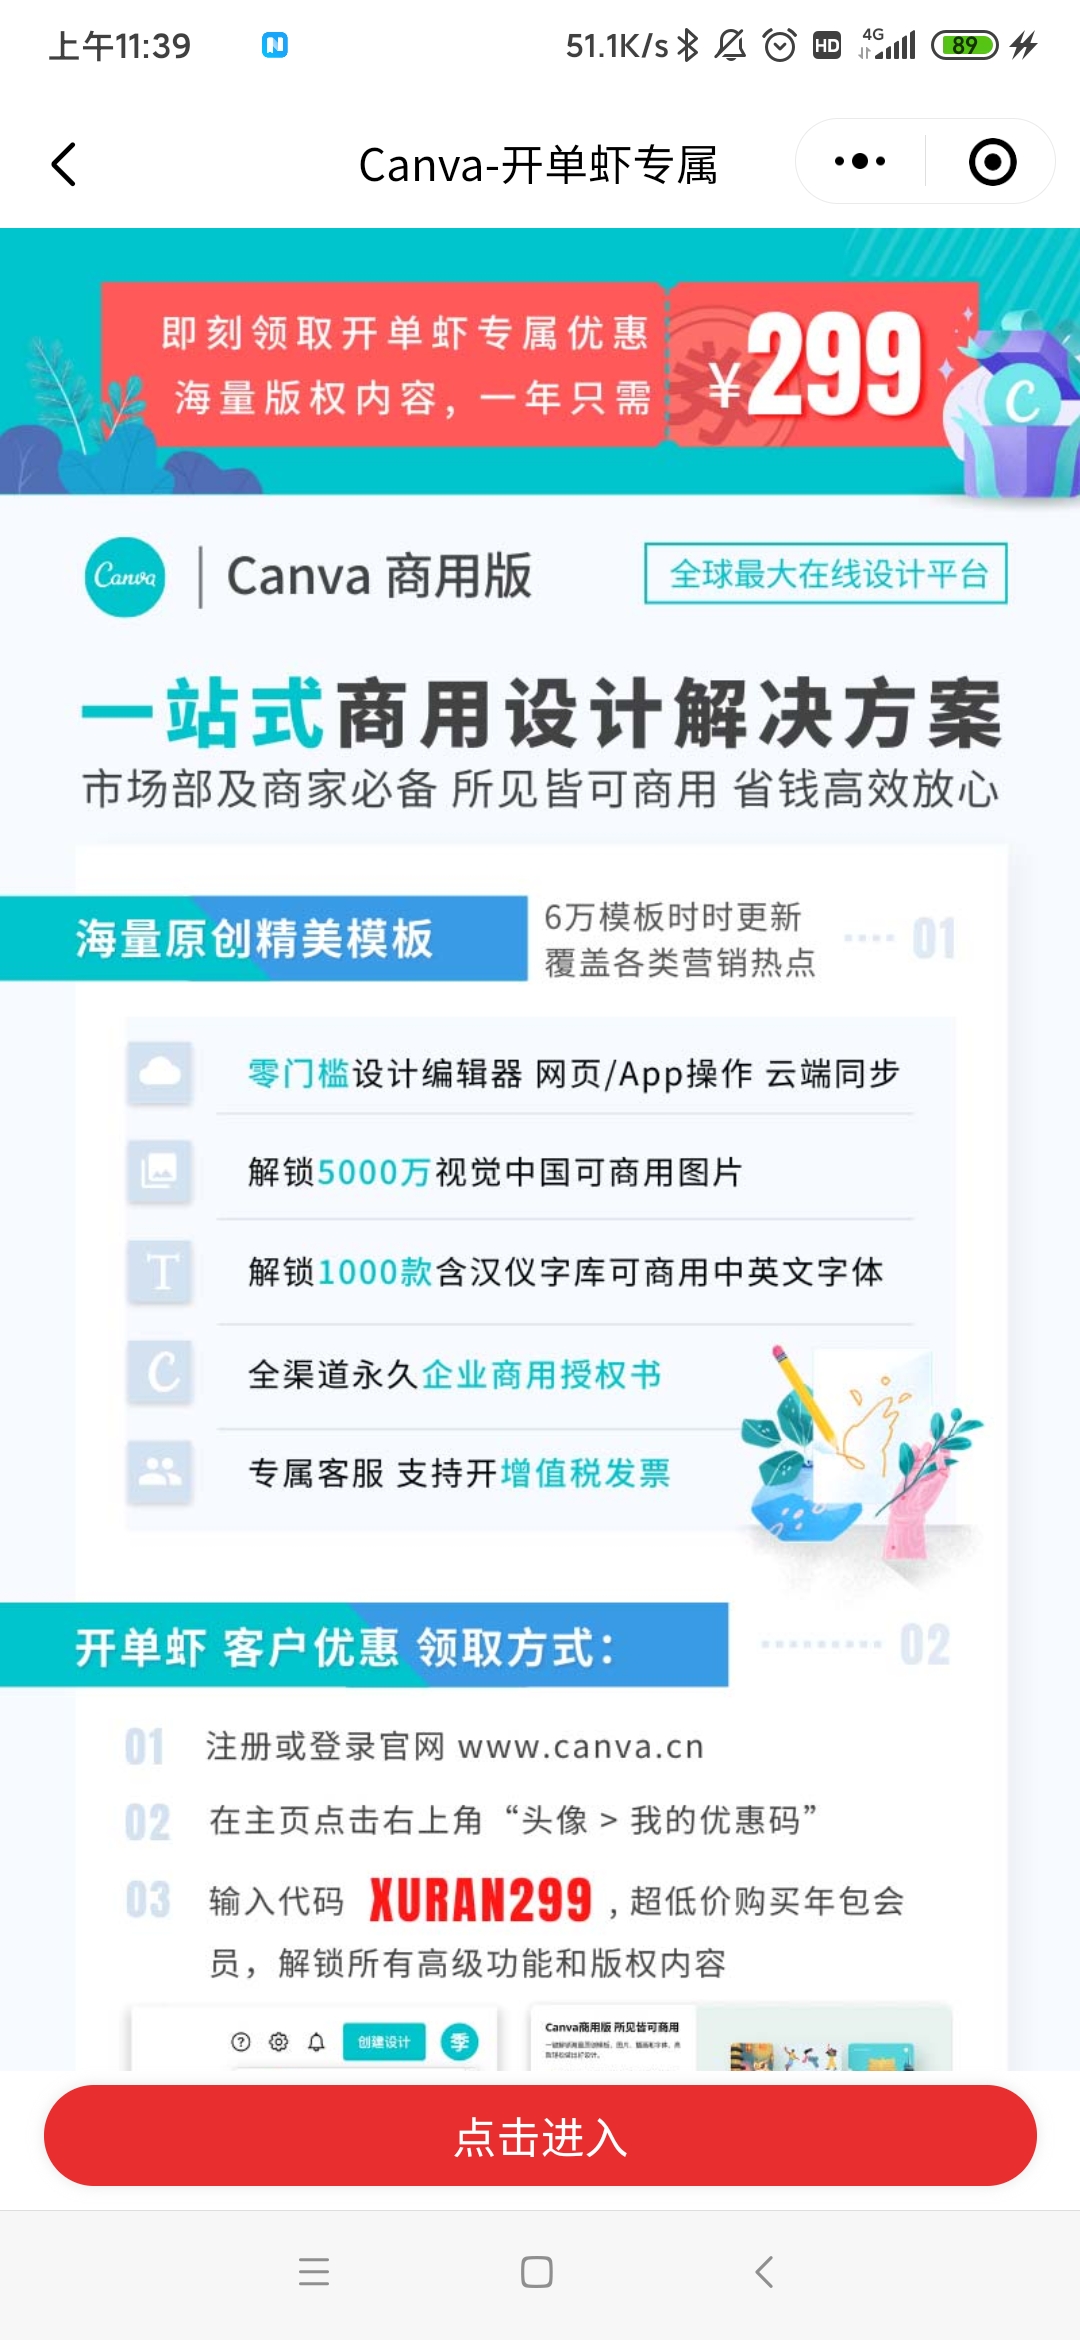 上午11:39
51.1K/s
HD
4G
89
Canva-开单虾专属
即刻领取开单虾专属优惠
海量版权内容，一年只需
券
¥299
C
Canva
Canva 商用版
全球最大在线设计平台
一站式商用设计解决方案
市场部及商家必备 所见皆可商用 省钱高效放心
海量原创精美模板
6万模板时时更新
覆盖各类营销热点
01
零门槛设计编辑器 网页/App操作 云端同步
解锁5000万视觉中国可商用图片
T
解锁1000款含汉仪字库可商用中英文字体
C
全渠道永久企业商用授权书
专属客服 支持开增值税发票
开单虾 客户优惠 领取方式：
02
01 注册或登录官网 www.canva.cn
02 在主页点击右上角“头像 > 我的优惠码”
03 输入代码 XURAN299，超低价购买年包会
员，解锁所有高级功能和版权内容
创建设计
季
Canva商用版 所见皆可商用
点击进入